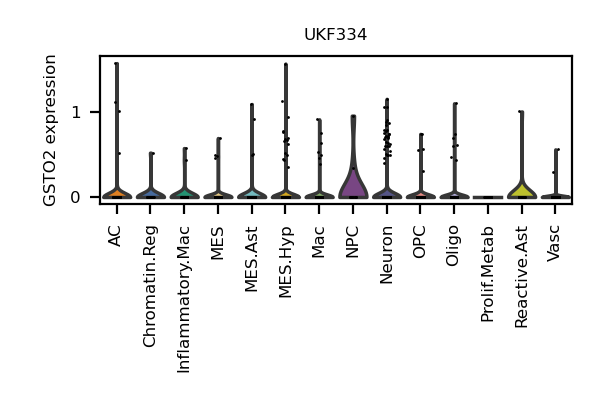 UKF334
GSTO2 expression
1
0
AC
Chromatin.Reg
Inflammatory.Mac
MES
MES.Ast
MES.Hyp
Mac
NPC
Neuron
OPC
Oligo
Prolif.Metab
Reactive.Ast
Vasc